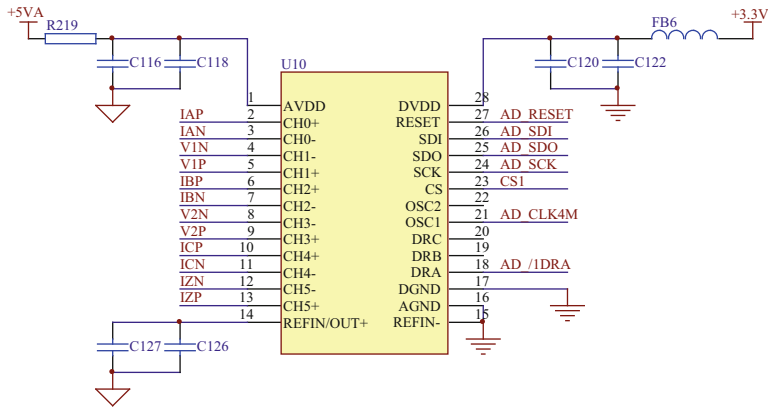 +5VA
R219
C116
C118
U10
C120
C122
FB6
+3.3V
1 AVDD DVDD 28
IAP 2 CH0+ RESET 27 AD_RESET
IAN 3 CH0- SDI 26 AD_SDI
V1N 4 CH1- SDO 25 AD_SDO
V1P 5 CH1+ SCK 24 AD_SCK
IBP 6 CH2+ CS 23 CS1
IBN 7 CH2- OSC2 22
V2N 8 CH3- OSC1 21 AD_CLK4M
V2P 9 CH3+ DRC 20
ICP 10 CH4+ DRB 19
ICN 11 CH4- DRA 18 AD_/1DRA
IZN 12 CH5- DGND 17
IZP 13 CH5+ AGND 16
14 REFIN/OUT+ REFIN- 15
C127
C126